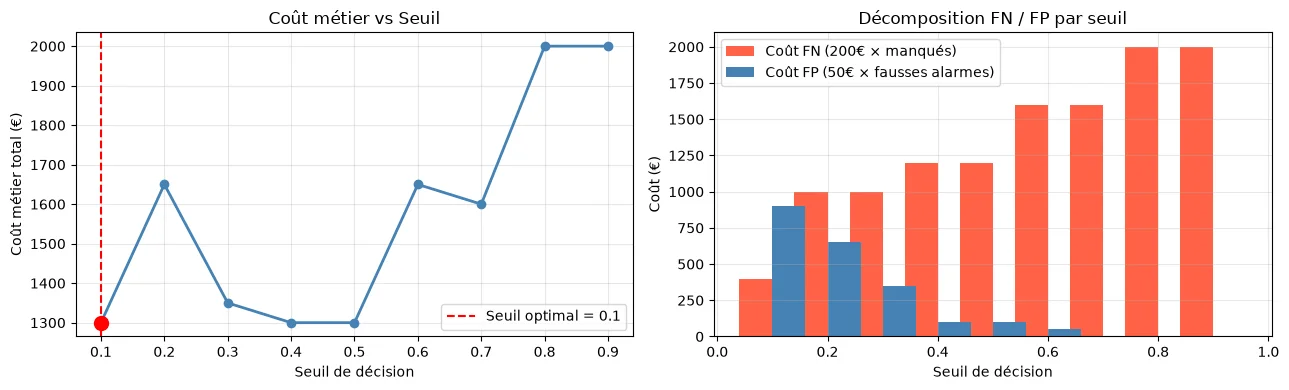 Coût métier vs Seuil
Coût métier total (€)
2000
1900
1800
1700
1600
1500
1400
1300
0.1 0.2 0.3 0.4 0.5 0.6 0.7 0.8 0.9
Seuil de décision
Seuil optimal = 0.1
Décomposition FN / FP par seuil
Coût FN (200€ × manqués)
Coût FP (50€ × fausses alarmes)
Coût (€)
2000
1750
1500
1250
1000
750
500
250
0
0.0 0.2 0.4 0.6 0.8 1.0
Seuil de décision